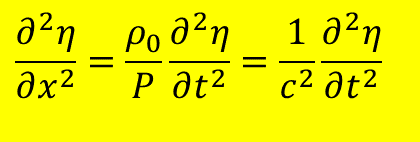 ∂²η/∂x² = ρ₀/P ∂²η/∂t² = 1/c² ∂²η/∂t²